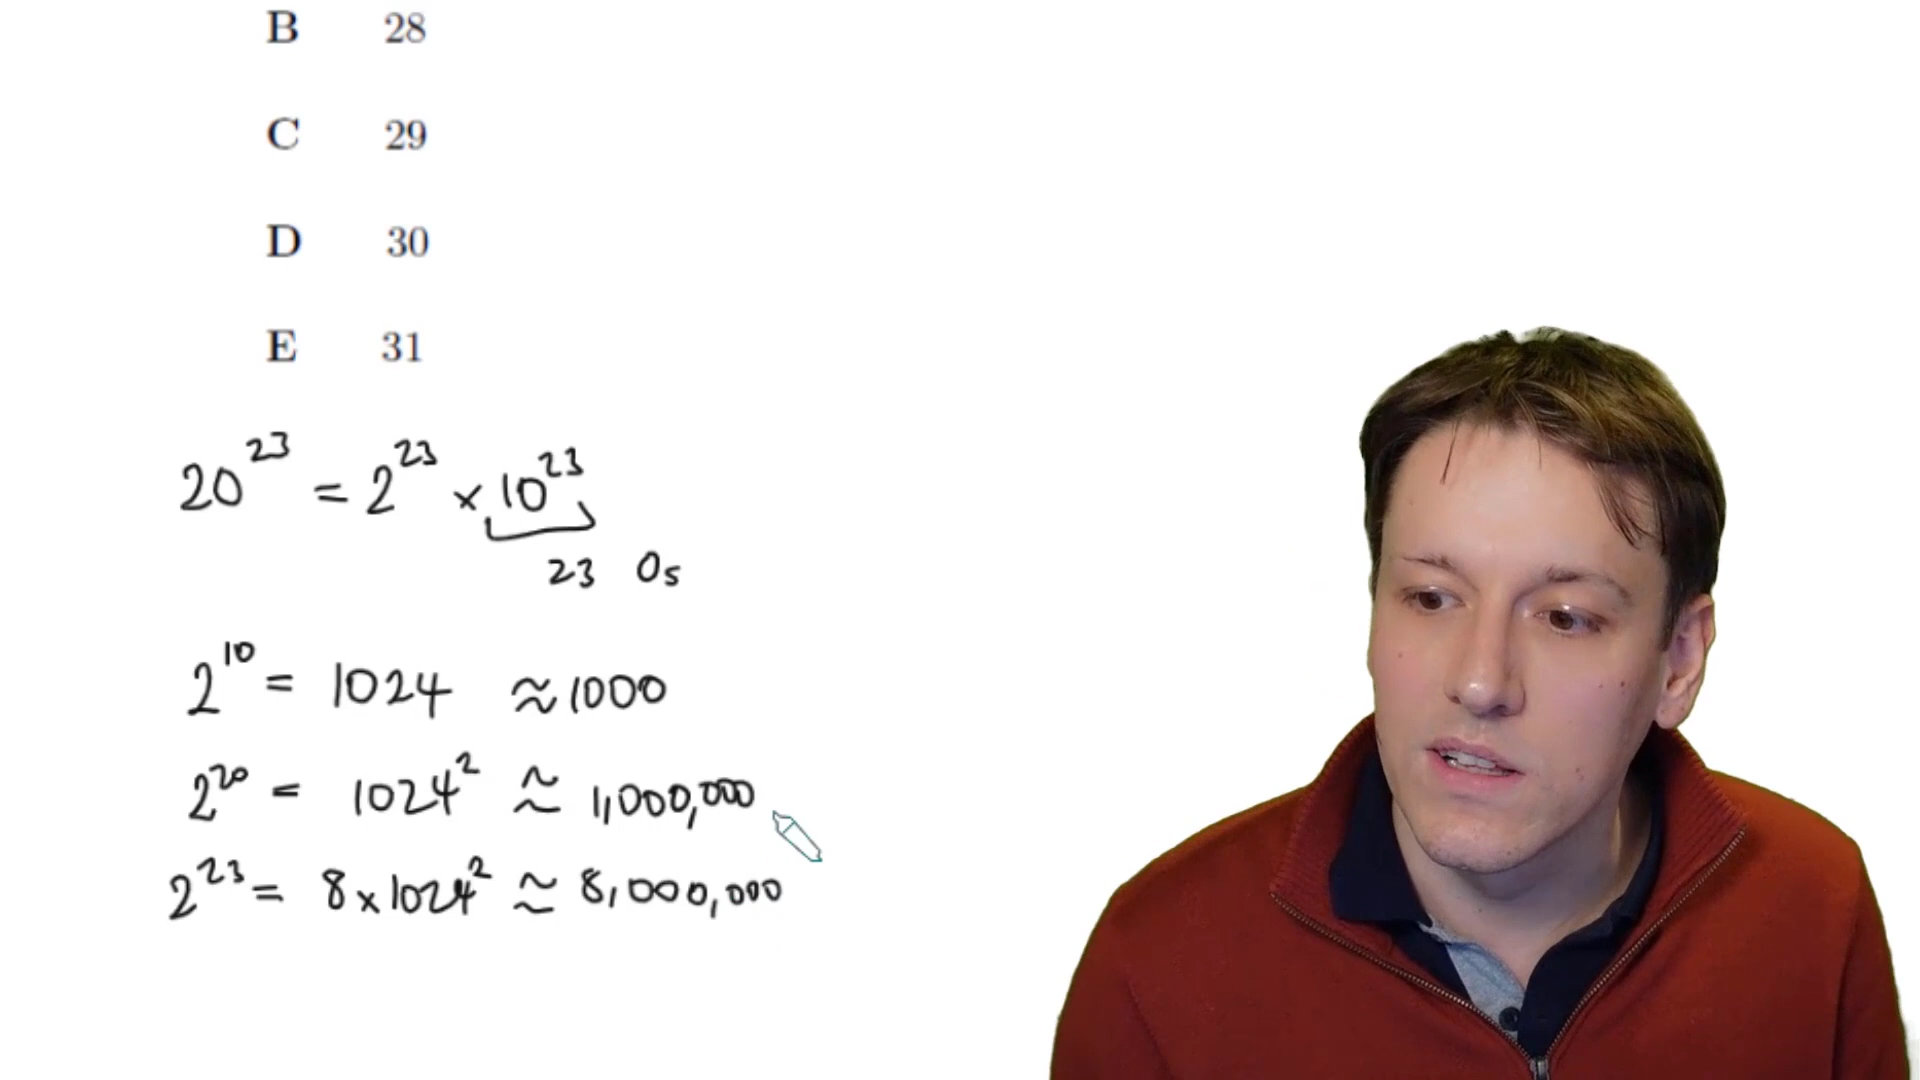 B 28
C 29
D 30
E 31
20^23 = 2^23 × 10^23
23 0s
2^10 = 1024 ≈ 1000
2^20 = 1024^2 ≈ 1,000,000
2^23 = 8 × 1024^2 ≈ 8,000,000